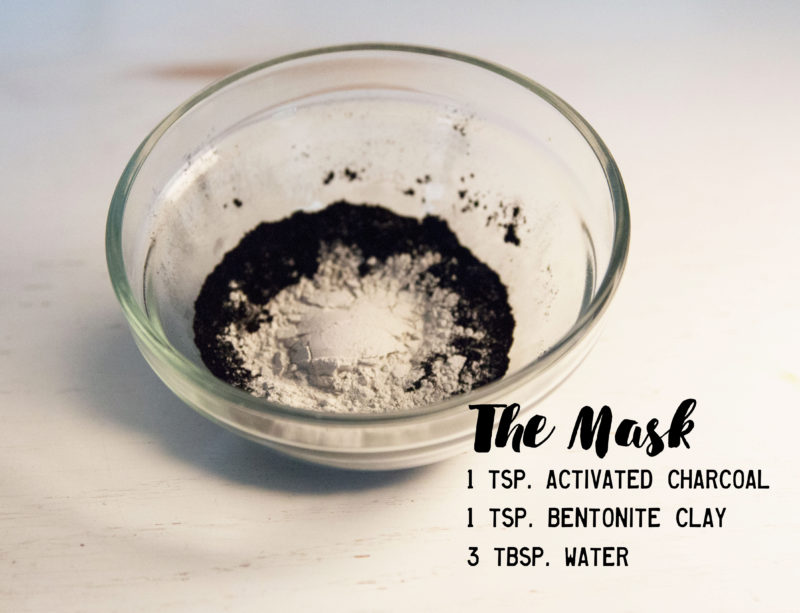 The Mask
1 TSP. ACTIVATED CHARCOAL
1 TSP. BENTONITE CLAY
3 TBSP. WATER